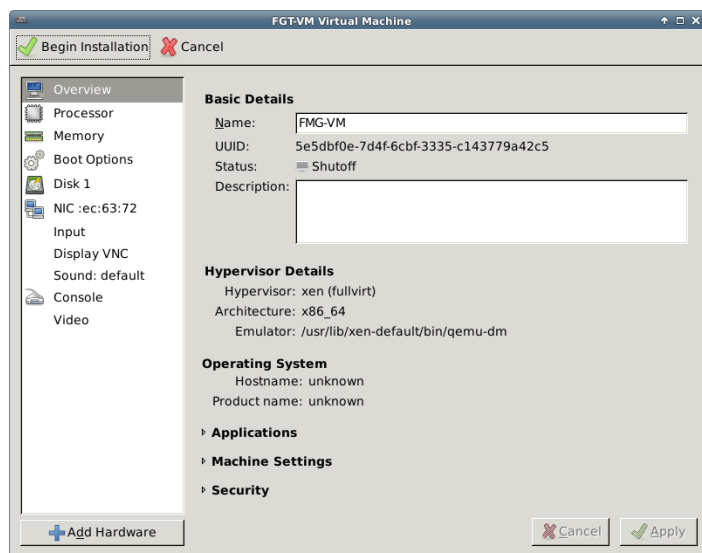 FGT-VM Virtual Machine
Begin Installation Cancel
Overview
Processor
Memory
Boot Options
Disk 1
NIC :ec:63:72
Input
Display VNC
Sound: default
Console
Video
Add Hardware
Basic Details
Name: FMG-VM
UUID: 5e5dbf0e-7d4f-6cbf-3335-c143779a42c5
Status: Shutoff
Description:
Hypervisor Details
Hypervisor: xen (fullvirt)
Architecture: x86_64
Emulator: /usr/lib/xen-default/bin/qemu-dm
Operating System
Hostname: unknown
Product name: unknown
Applications
Machine Settings
Security
Cancel Apply